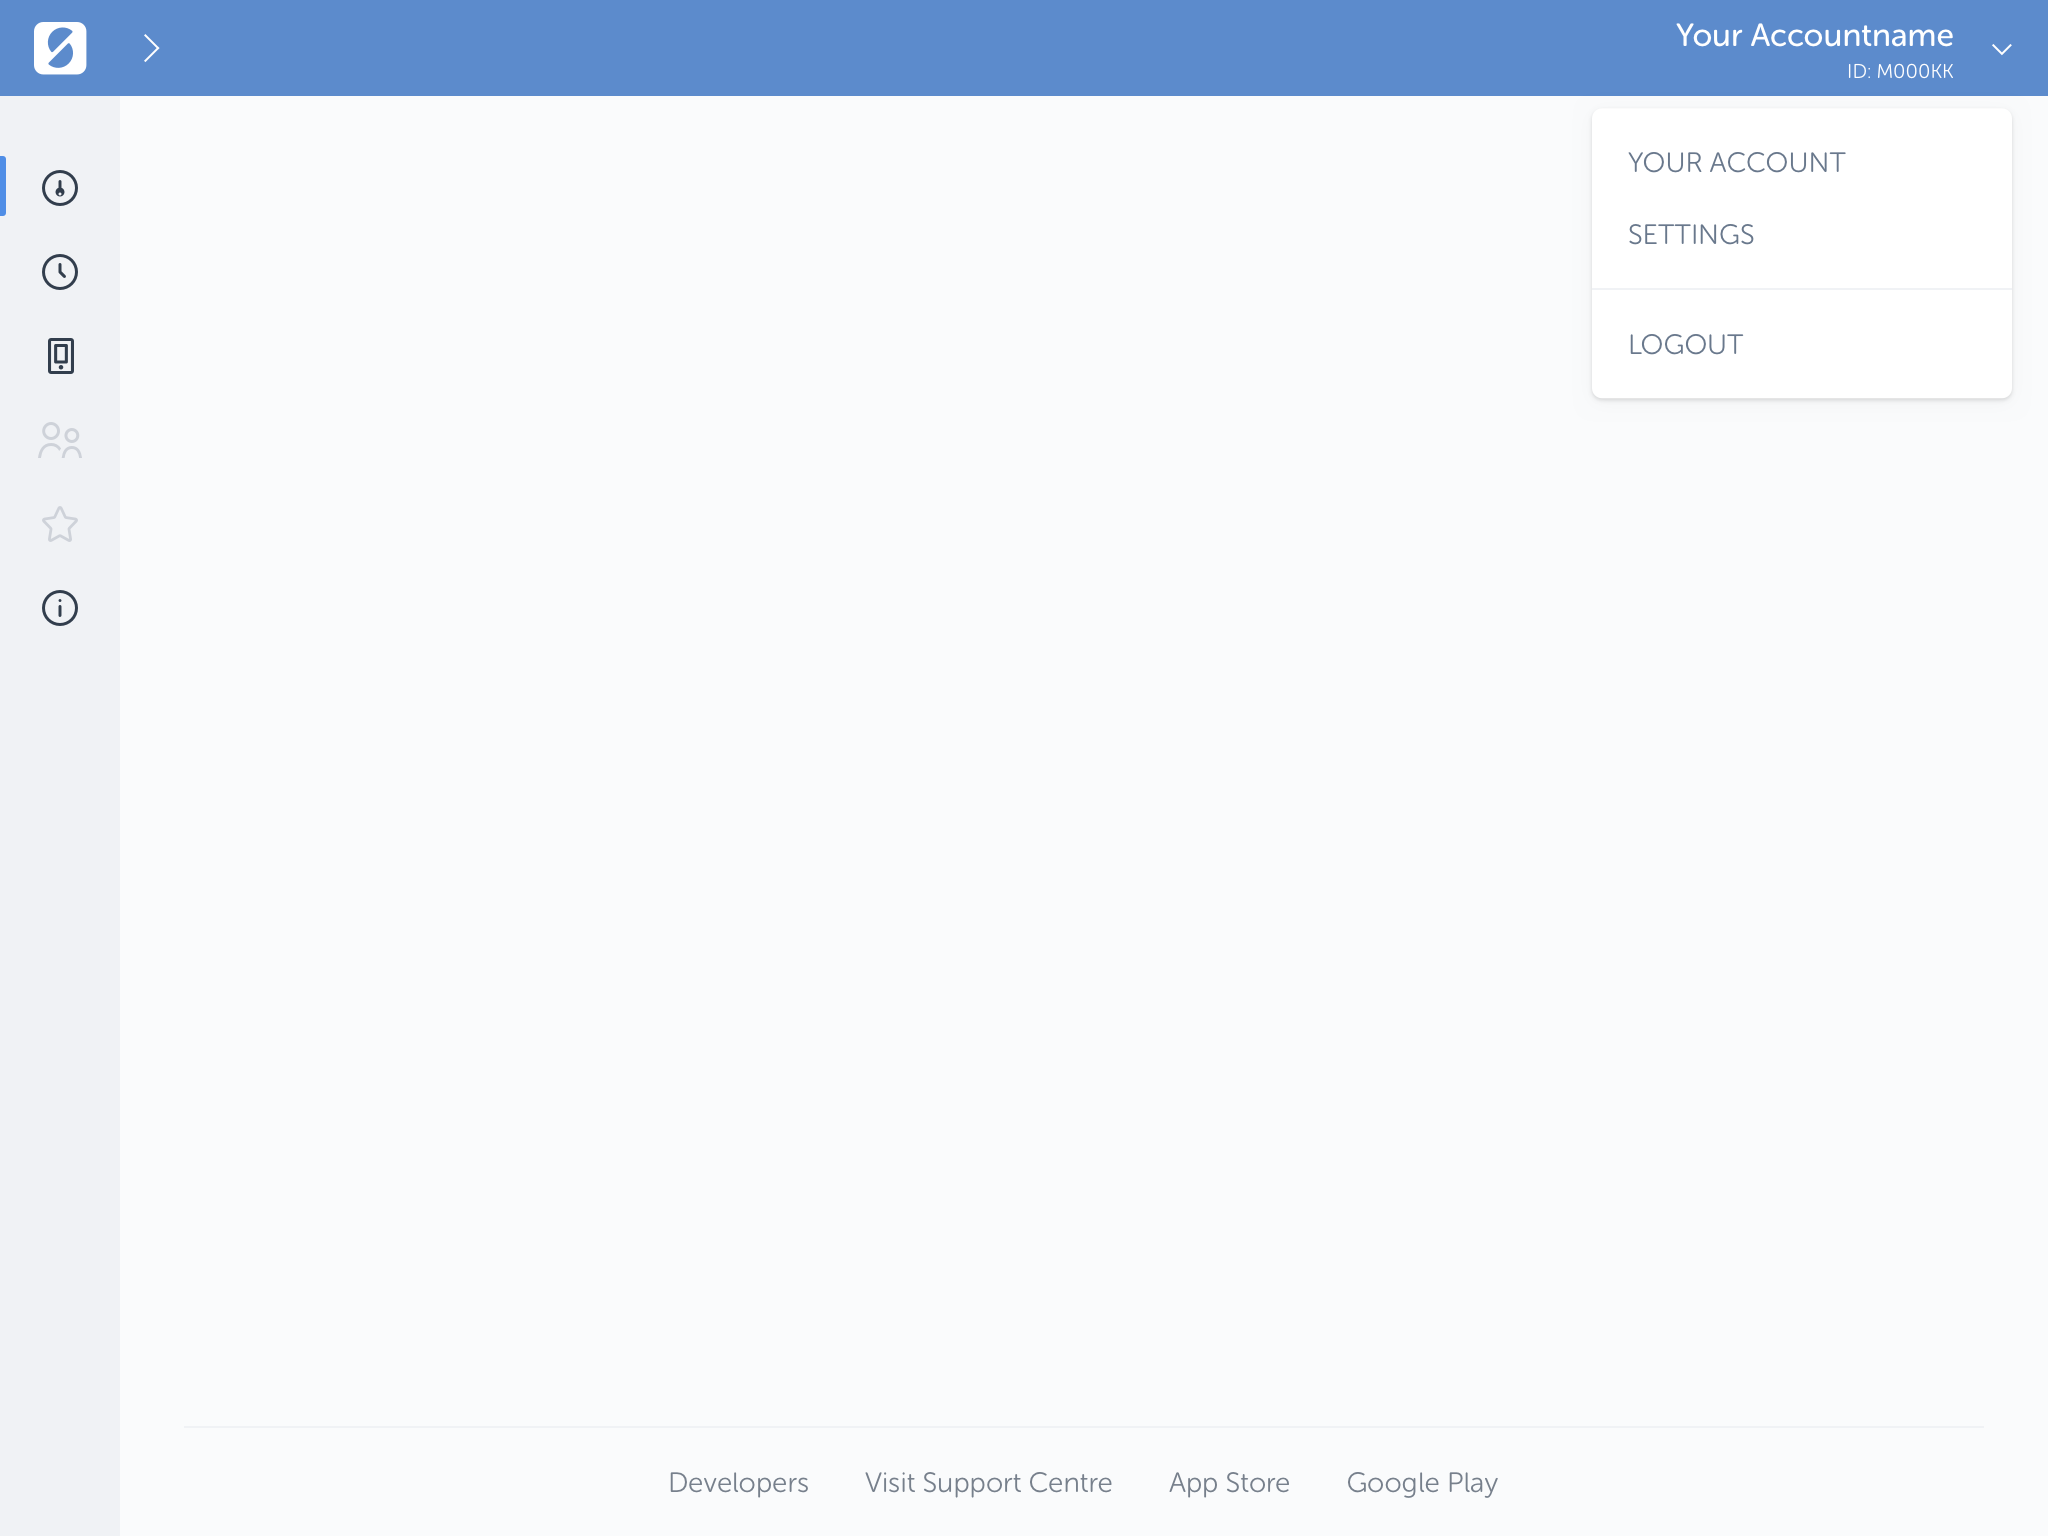 Your Accountname
ID: M000KK
YOUR ACCOUNT
SETTINGS
LOGOUT
Developers Visit Support Centre App Store Google Play